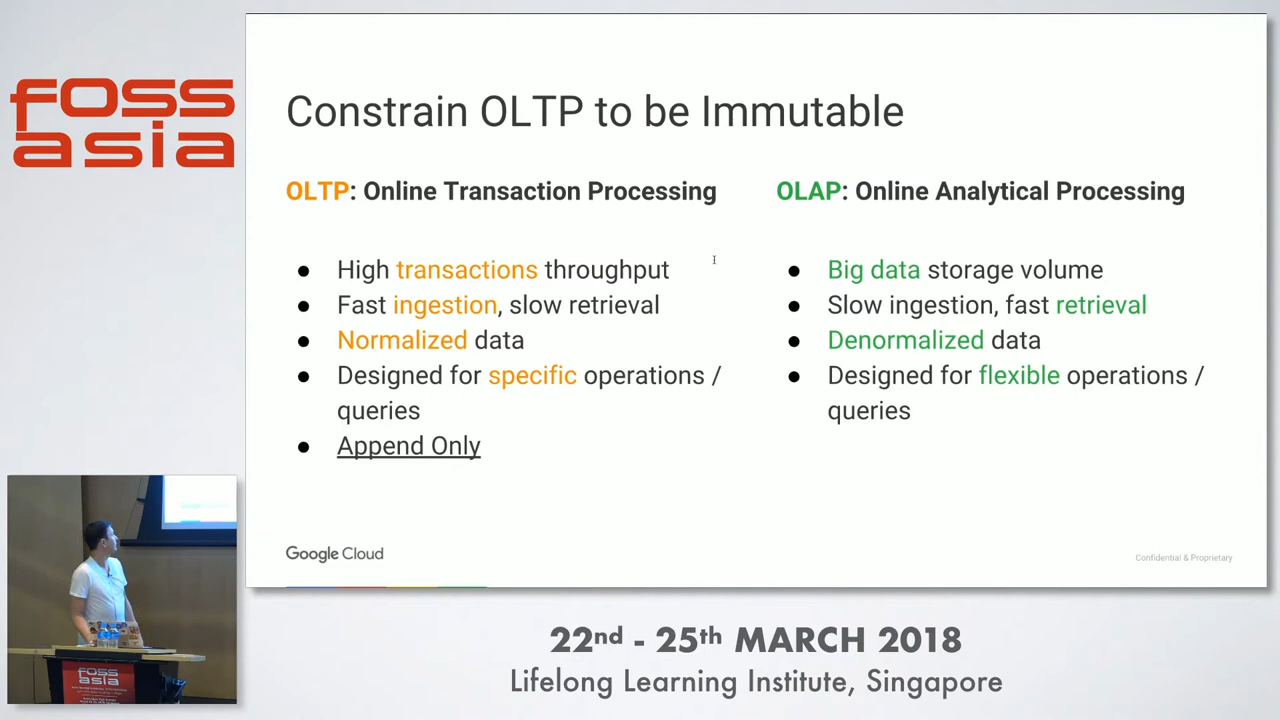 foss
asia
Constrain OLTP to be Immutable
OLTP: Online Transaction Processing
● High transactions throughput
● Fast ingestion, slow retrieval
● Normalized data
● Designed for specific operations /
queries
● Append Only
OLAP: Online Analytical Processing
● Big data storage volume
● Slow ingestion, fast retrieval
● Denormalized data
● Designed for flexible operations /
queries
Google Cloud
Confidential & Proprietary
foss
asia
22nd - 25th MARCH 2018
Lifelong Learning Institute, Singapore